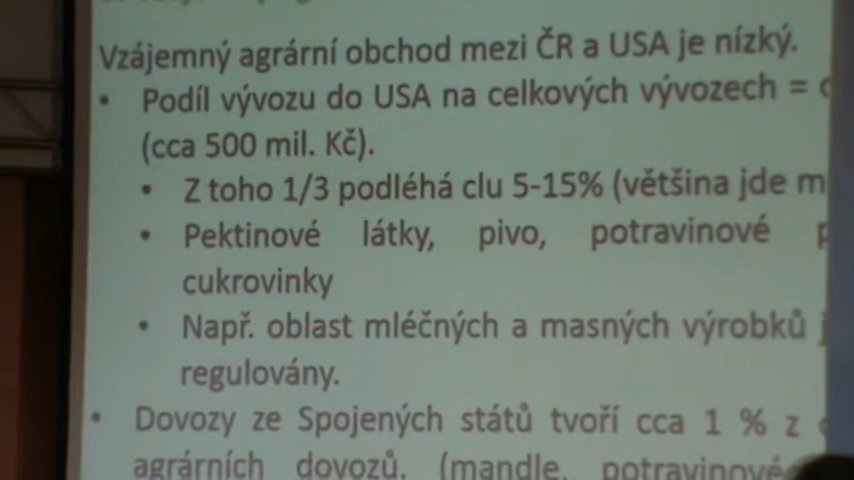 Vzájemný agrární obchod mezi ČR a USA je nízký.
• Podíl vývozu do USA na celkových vývozech =
(cca 500 mil. Kč).
• Z toho 1/3 podléhá clu 5-15% (většina jde
• Pektinové látky, pivo, potravinové
cukrovinky
• Např. oblast mléčných a masných výrobků
regulovány.
• Dovozy ze Spojených států tvoří cca 1 % z
agrárních dovozů. (mandle, potravinové